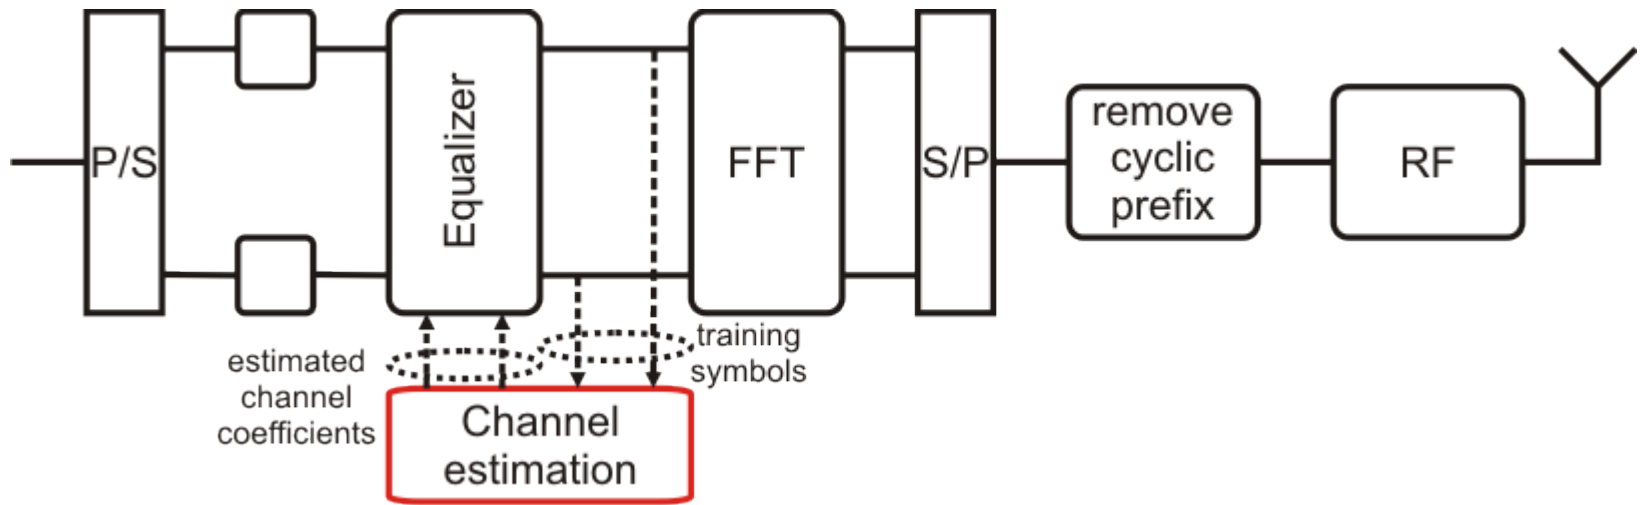 P/S
Equalizer
FFT
S/P
remove
cyclic
prefix
RF
estimated
channel
coefficients
training
symbols
Channel
estimation